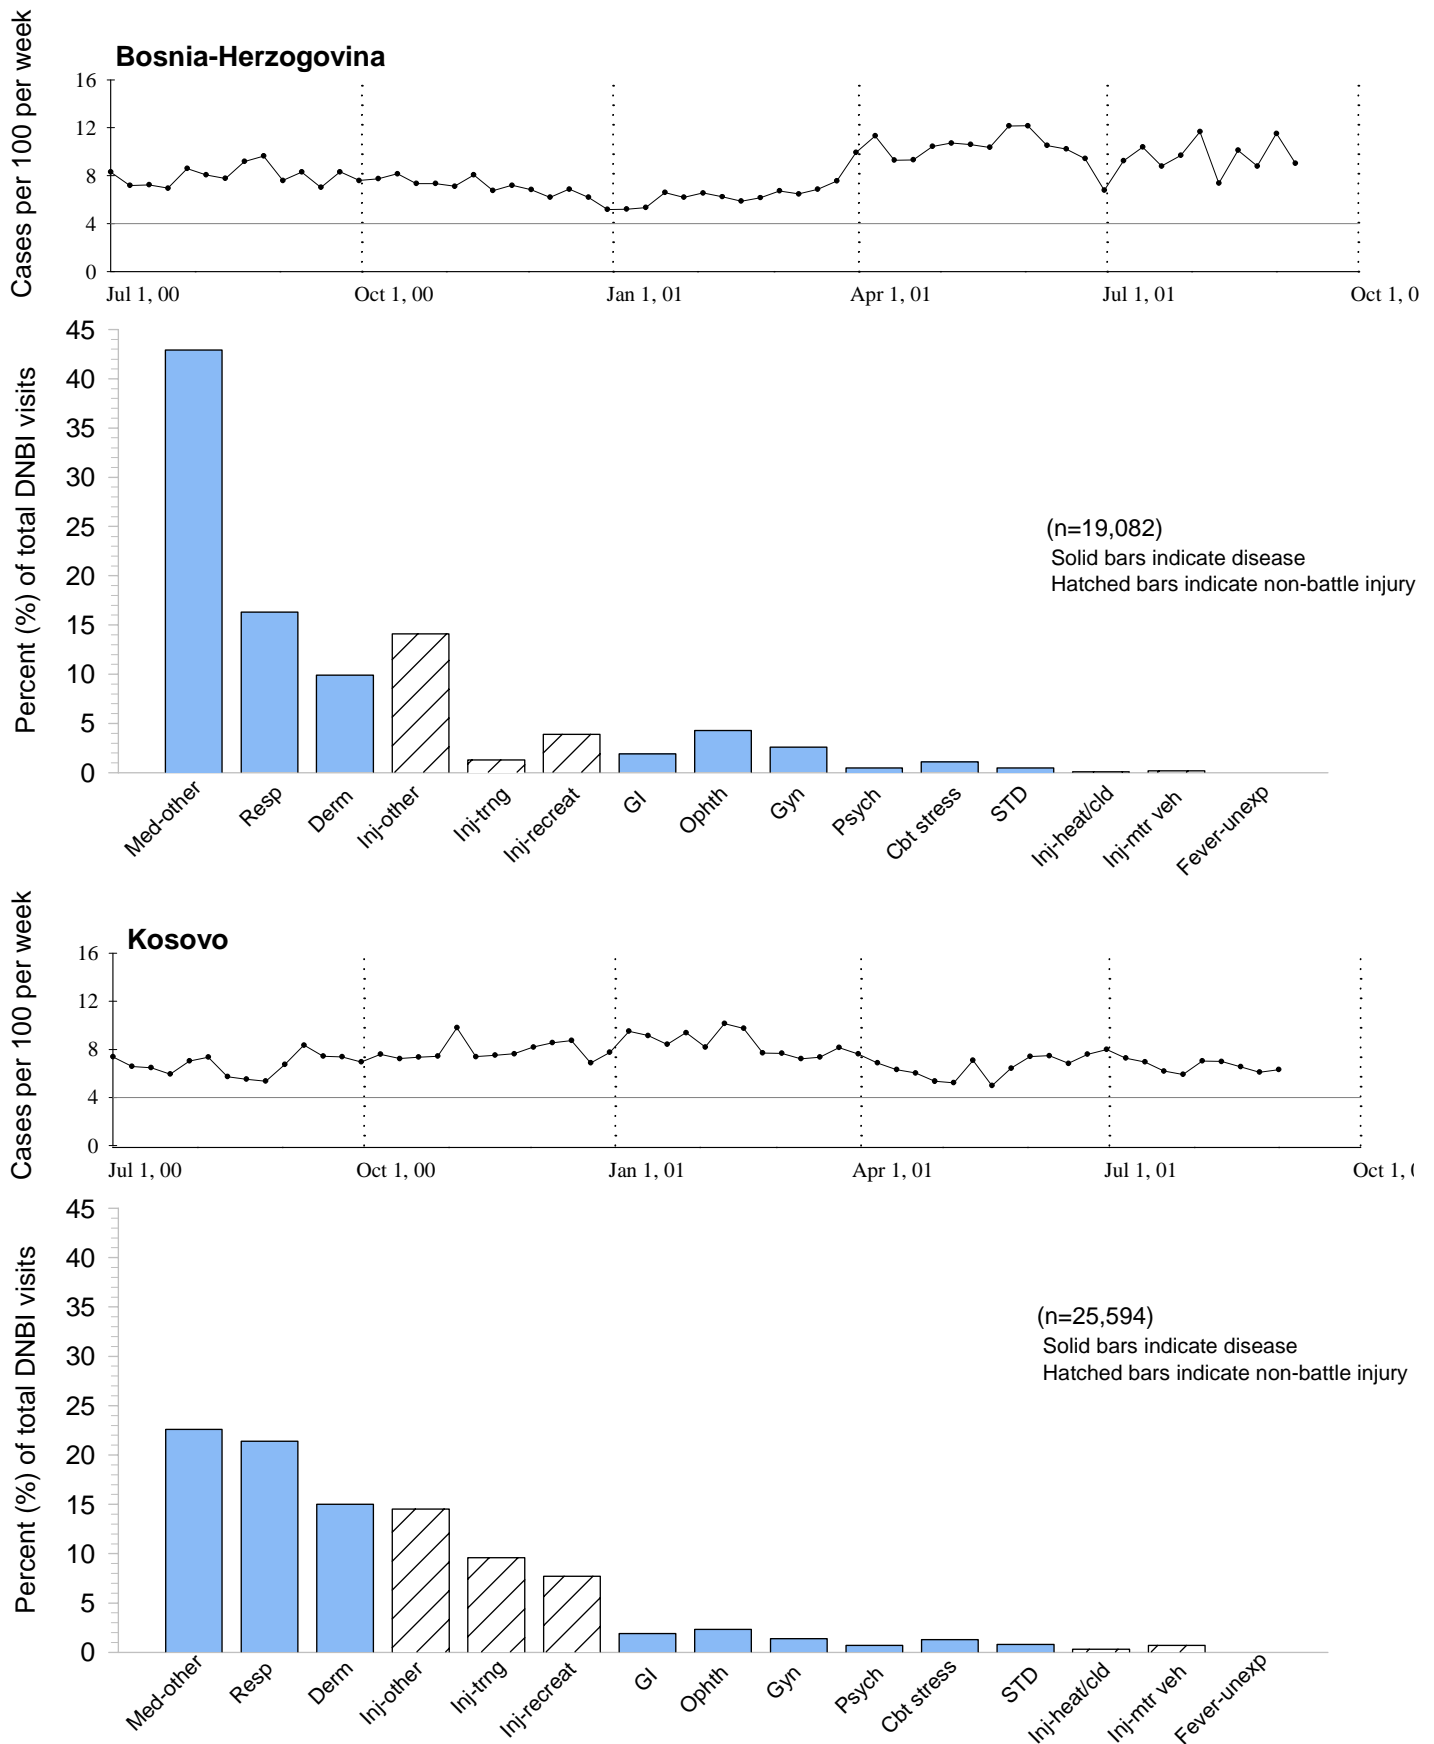 Bosnia-Herzogovina
Cases per 100 per week
16
12
8
4
0
Jul 1, 00 Oct 1, 00 Jan 1, 01 Apr 1, 01 Jul 1, 01 Oct 1, 0
Percent (%) of total DNBI visits
45
40
35
30
25
20
15
10
5
0
(n=19,082)
Solid bars indicate disease
Hatched bars indicate non-battle injury
Med-other Resp Derm Inj-other Inj-trng Inj-recreat GI Ophth Gyn Psych Cbt stress STD Inj-heat/cld Inj-mtr veh Fever-unexp
Kosovo
Cases per 100 per week
16
12
8
4
0
Jul 1, 00 Oct 1, 00 Jan 1, 01 Apr 1, 01 Jul 1, 01 Oct 1,
Percent (%) of total DNBI visits
45
40
35
30
25
20
15
10
5
0
(n=25,594)
Solid bars indicate disease
Hatched bars indicate non-battle injury
Med-other Resp Derm Inj-other Inj-trng Inj-recreat GI Ophth Gyn Psych Cbt stress STD Inj-heat/cld Inj-mtr veh Fever-unexp